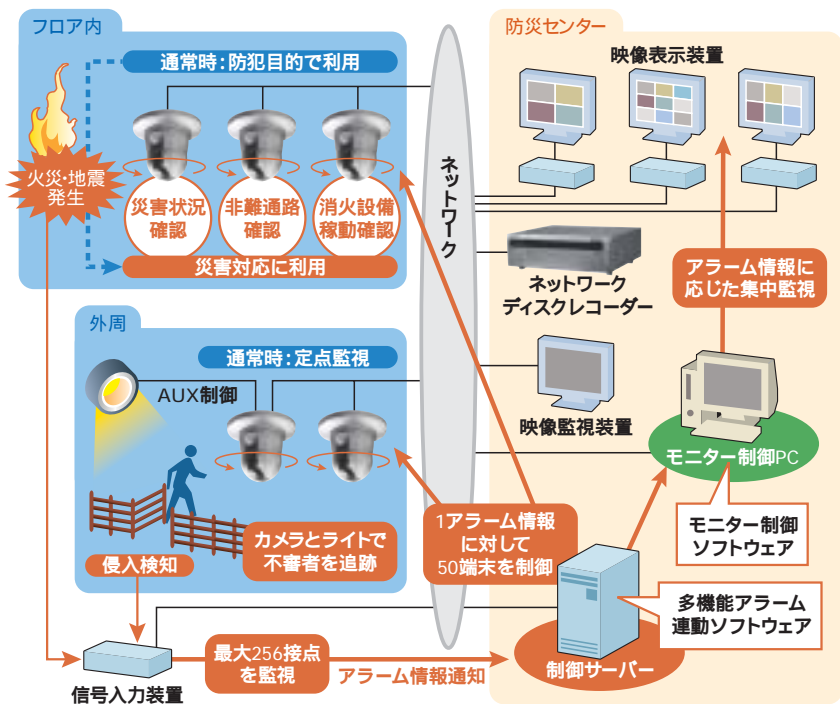 フロア内
通常時：防犯目的で利用
火災・地震
発生
災害状況
確認
非難通路
確認
消火設備
稼動確認
災害対応に利用
外周
通常時：定点監視
AUX制御
カメラとライトで
不審者を追跡
侵入検知
信号入力装置
最大256接点
を監視
アラーム情報通知
ネットワーク
1アラーム情報
に対して
50端末を制御
防災センター
映像表示装置
ネットワーク
ディスクレコーダー
アラーム情報に
応じた集中監視
映像監視装置
モニター制御PC
モニター制御
ソフトウェア
多機能アラーム
連動ソフトウェア
制御サーバー